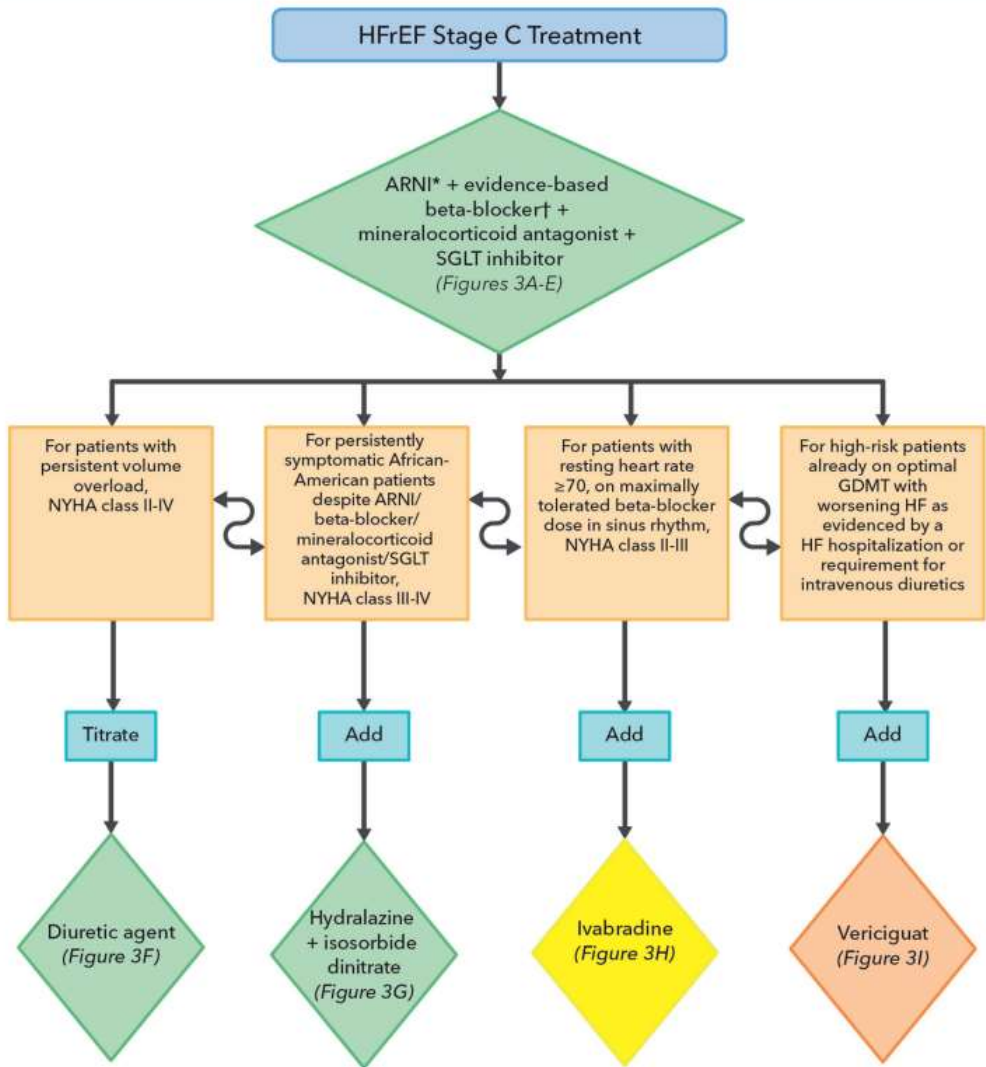 HFrEF Stage C Treatment
ARNI* + evidence-based
beta-blocker† +
mineralocorticoid antagonist +
SGLT inhibitor
(Figures 3A-E)
For patients with
persistent volume
overload,
NYHA class II-IV
For persistently
symptomatic African-
American patients
despite ARNI/
beta-blocker/
mineralocorticoid
antagonist/SGLT
inhibitor,
NYHA class III-IV
For patients with
resting heart rate
≥70, on maximally
tolerated beta-blocker
dose in sinus rhythm,
NYHA class II-III
For high-risk patients
already on optimal
GDMT with
worsening HF as
evidenced by a
HF hospitalization or
requirement for
intravenous diuretics
Titrate
Add
Add
Add
Diuretic agent
(Figure 3F)
Hydralazine
+ isosorbide
dinitrate
(Figure 3G)
Ivabradine
(Figure 3H)
Vericiguat
(Figure 3I)